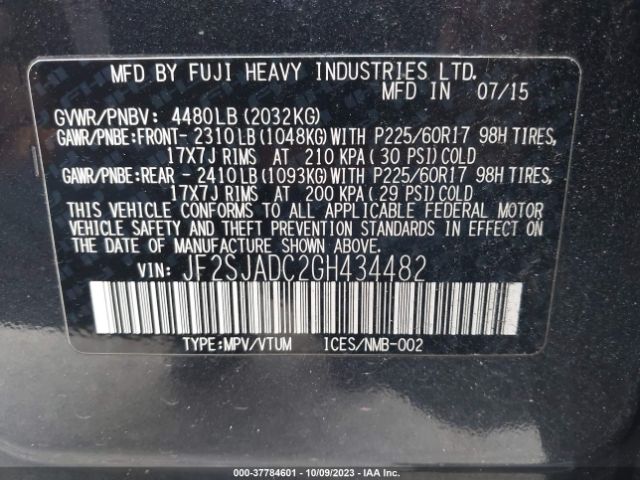 MFD BY FUJI HEAVY INDUSTRIES LTD.
MFD IN 07/15
GVWR/PNBV: 4480LB (2032KG)
GAWR/PNBE:FRONT- 2310LB(1048KG)WITH P225/60R17 98H TIRES,
17X7J RIMS AT 210 KPA( 30 PSI)COLD
GAWR/PNBE:REAR - 2410LB(1093KG)WITH P225/60R17 98H TIRES,
17X7J RIMS AT 200 KPA( 29 PSI)COLD
THIS VEHICLE CONFORMS TO ALL APPLICABLE FEDERAL MOTOR
VEHICLE SAFETY AND THEFT PREVENTION STANDARDS IN EFFECT
ON THE DATE OF MANUFACTURE SHOWN ABOVE.
VIN: JF2SJADC2GH434482
TYPE:MPV/VTUM ICES/NMB-002
000-37784601 - 10/09/2023 - IAA, Inc.